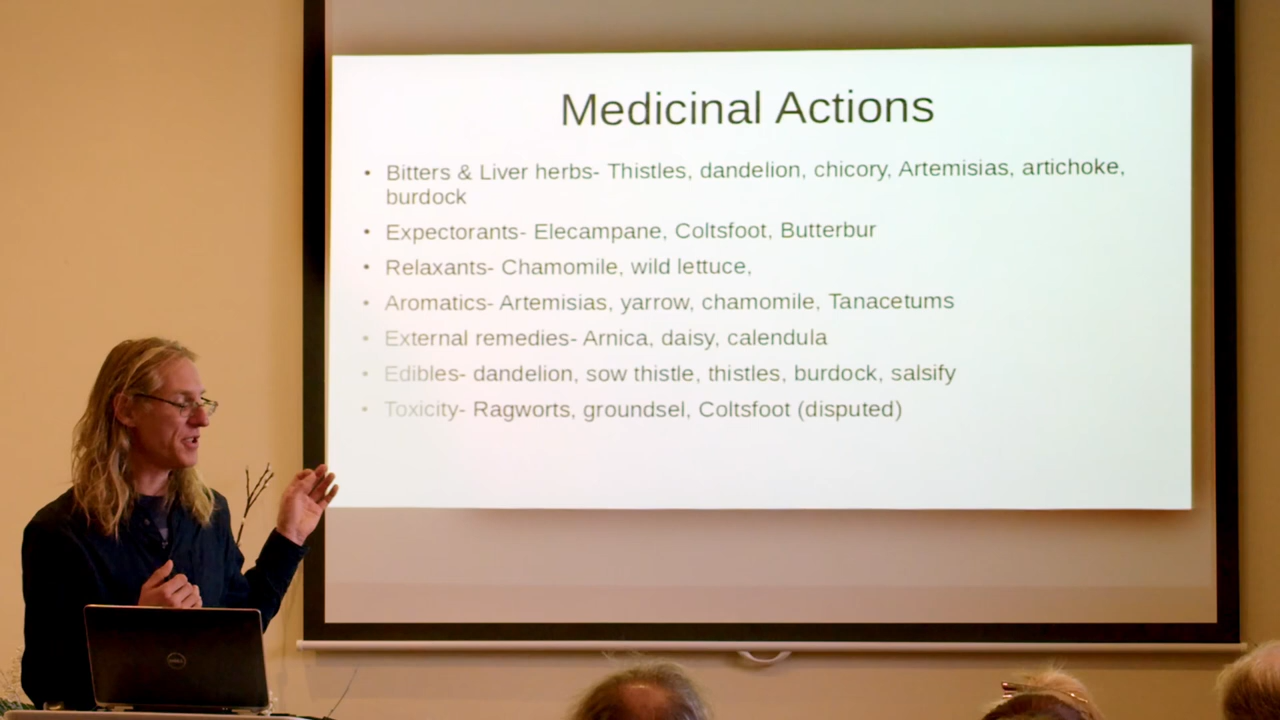 Medicinal Actions
• Bitters & Liver herbs- Thistles, dandelion, chicory, Artemisias, artichoke,
burdock
• Expectorants- Elecampane, Coltsfoot, Butterbur
• Relaxants- Chamomile, wild lettuce,
• Aromatics- Artemisias, yarrow, chamomile, Tanacetums
• External remedies- Arnica, daisy, calendula
• Edibles- dandelion, sow thistle, thistles, burdock, salsify
• Toxicity- Ragworts, groundsel, Coltsfoot (disputed)
DELL